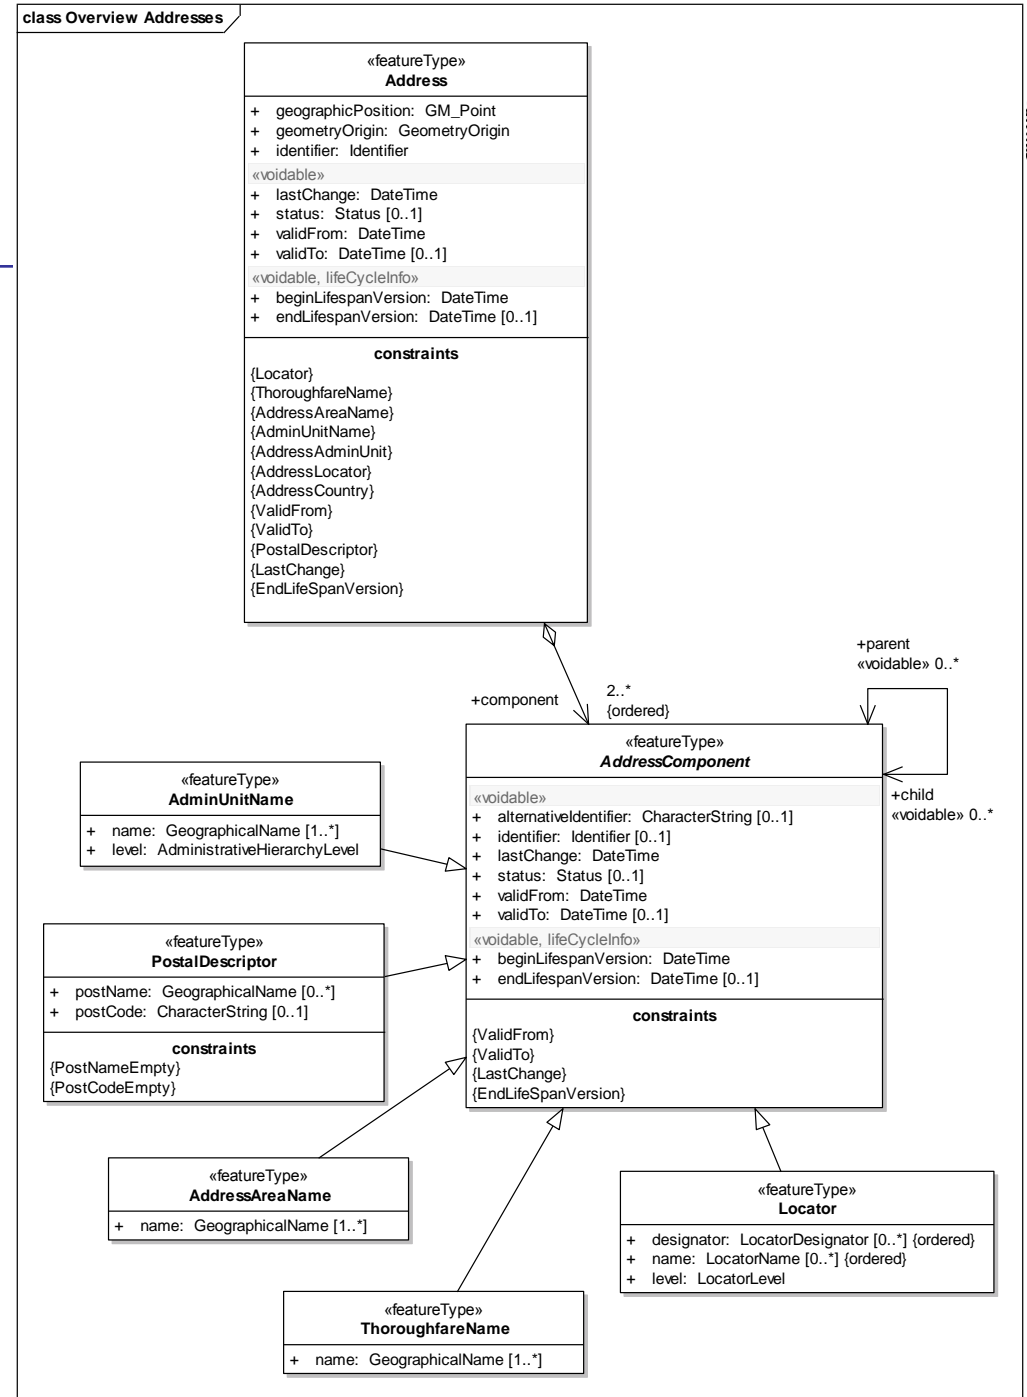 class Overview Addresses
«featureType»
Address
+ geographicPosition: GM_Point
+ geometryOrigin: GeometryOrigin
+ identifier: Identifier
«voidable»
+ lastChange: DateTime
+ status: Status [0..1]
+ validFrom: DateTime
+ validTo: DateTime [0..1]
«voidable, lifeCycleInfo»
+ beginLifespanVersion: DateTime
+ endLifespanVersion: DateTime [0..1]
constraints
{Locator}
{ThoroughfareName}
{AddressAreaName}
{AdminUnitName}
{AddressAdminUnit}
{AddressLocator}
{AddressCountry}
{ValidFrom}
{ValidTo}
{PostalDescriptor}
{LastChange}
{EndLifeSpanVersion}
+component
2..*
{ordered}
+parent
«voidable» 0..*
+child
«voidable» 0..*
«featureType»
AddressComponent
«voidable»
+ alternativeIdentifier: CharacterString [0..1]
+ identifier: Identifier [0..1]
+ lastChange: DateTime
+ status: Status [0..1]
+ validFrom: DateTime
+ validTo: DateTime [0..1]
«voidable, lifeCycleInfo»
+ beginLifespanVersion: DateTime
+ endLifespanVersion: DateTime [0..1]
constraints
{ValidFrom}
{ValidTo}
{LastChange}
{EndLifeSpanVersion}
«featureType»
AdminUnitName
+ name: GeographicalName [1..*]
+ level: AdministrativeHierarchyLevel
«featureType»
PostalDescriptor
+ postName: GeographicalName [0..*]
+ postCode: CharacterString [0..1]
constraints
{PostNameEmpty}
{PostCodeEmpty}
«featureType»
AddressAreaName
+ name: GeographicalName [1..*]
«featureType»
Locator
+ designator: LocatorDesignator [0..*] {ordered}
+ name: LocatorName [0..*] {ordered}
+ level: LocatorLevel
«featureType»
ThoroughfareName
+ name: GeographicalName [1..*]